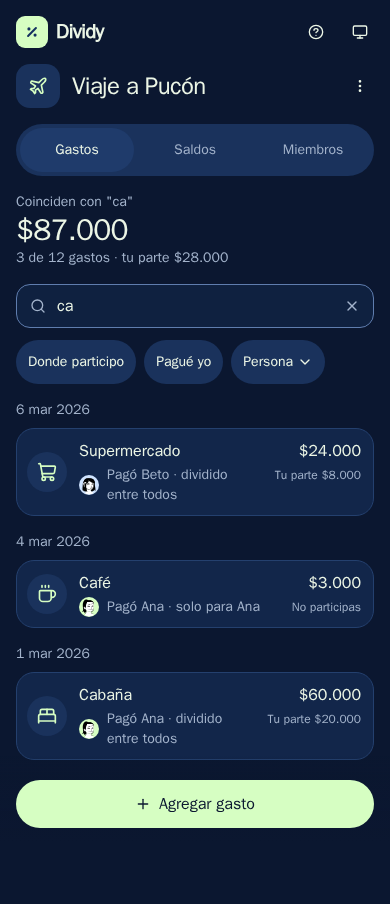 Dividy
Viaje a Pucón
Gastos
Saldos
Miembros
Coinciden con "ca"
$87.000
3 de 12 gastos · tu parte $28.000
ca
Donde participo
Pagué yo
Persona
6 mar 2026
Supermercado
$24.000
Pagó Beto · dividido
entre todos
Tu parte $8.000
4 mar 2026
Café
$3.000
Pagó Ana · solo para Ana
No participas
1 mar 2026
Cabaña
$60.000
Pagó Ana · dividido
entre todos
Tu parte $20.000
Agregar gasto